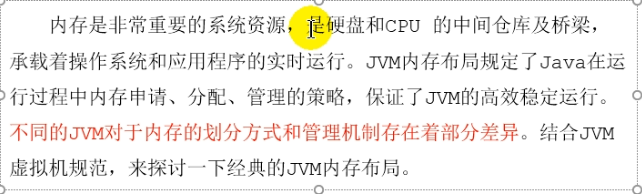 内存是非常重要的系统资源，是硬盘和CPU 的中间仓库及桥梁，
承载着操作系统和应用程序的实时运行。JVM内存布局规定了Java在运
行过程中内存申请、分配、管理的策略，保证了JVM的高效稳定运行。
不同的JVM对于内存的划分方式和管理机制存在着部分差异。结合JVM
虚拟机规范，来探讨一下经典的JVM内存布局。